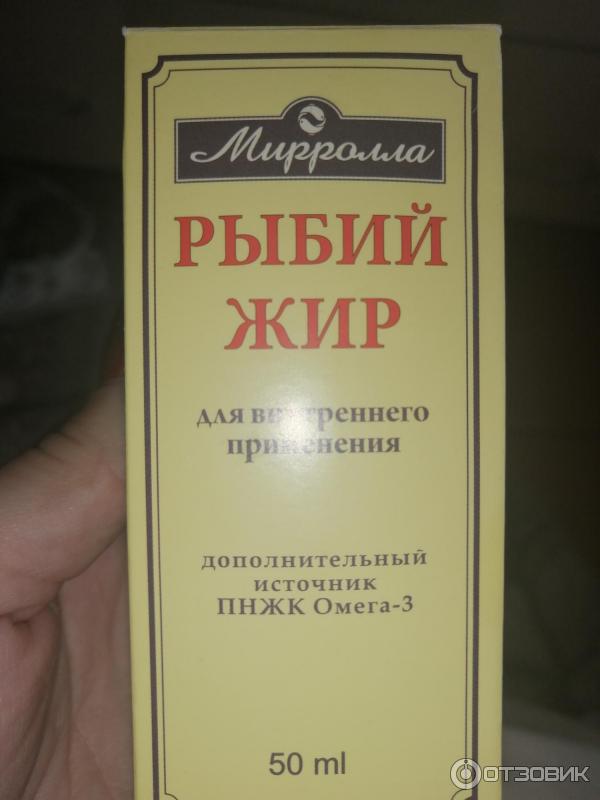 Мирролла
РЫБИЙ
ЖИР
для внутреннего
применения
дополнительный
источник
ПНЖК Омега-3
50 ml
ОТЗОВИК